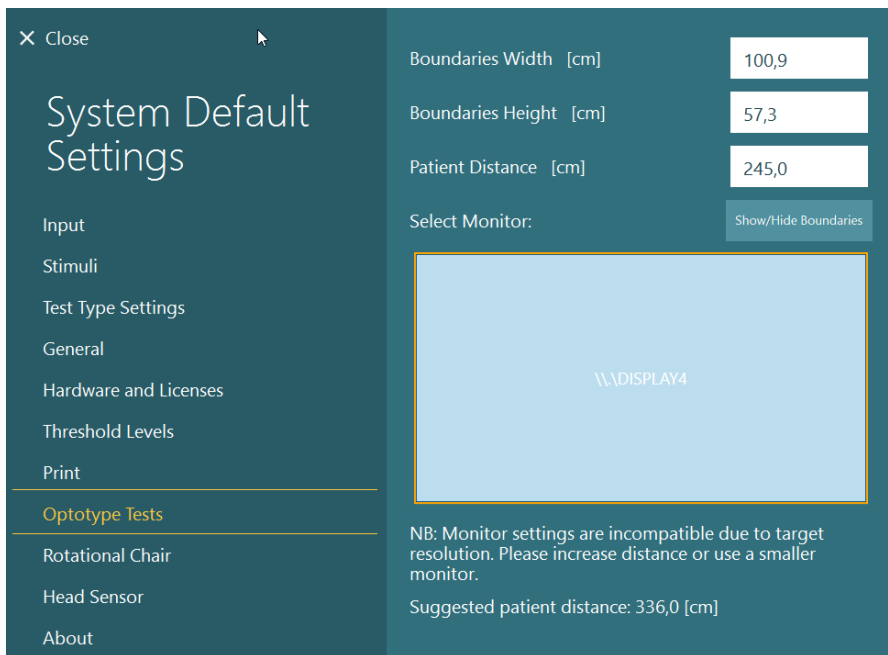 Close
System Default
Settings
Input
Stimuli
Test Type Settings
General
Hardware and Licenses
Threshold Levels
Print
Optotype Tests
Rotational Chair
Head Sensor
About
Boundaries Width [cm]
100,9
Boundaries Height [cm]
57,3
Patient Distance [cm]
245,0
Select Monitor:
Show/Hide Boundaries
\\.\DISPLAY4
NB: Monitor settings are incompatible due to target
resolution. Please increase distance or use a smaller
monitor.
Suggested patient distance: 336,0 [cm]